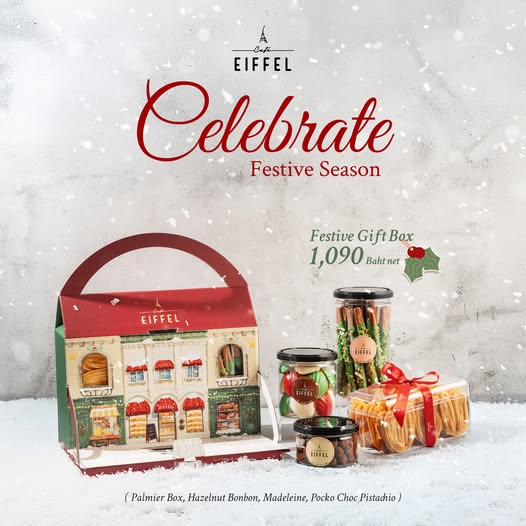 Café
EIFFEL
Celebrate
Festive Season
Festive Gift Box
1,090 Baht net
Café
EIFFEL
EIFFEL
EIFFEL
EIFFEL
( Palmier Box, Hazelnut Bonbon, Madeleine, Pocko Choc Pistachio )